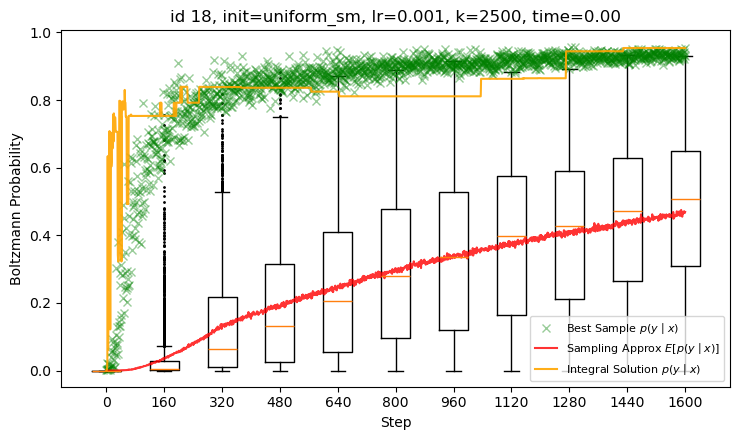 id 18, init=uniform_sm, lr=0.001, k=2500, time=0.00
Boltzmann Probability
1.0
0.8
0.6
0.4
0.2
0.0
Best Sample p(y | x)
Sampling Approx E[p(y | x)]
Integral Solution p(y | x)
0 160 320 480 640 800 960 1120 1280 1440 1600
Step